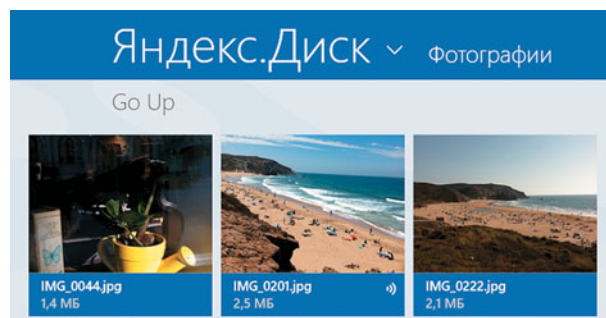 Яндекс.Диск Фотографии
Go Up
IMG_0044.jpg
1,4 МБ
IMG_0201.jpg
2,5 МБ
IMG_0222.jpg
2,1 МБ